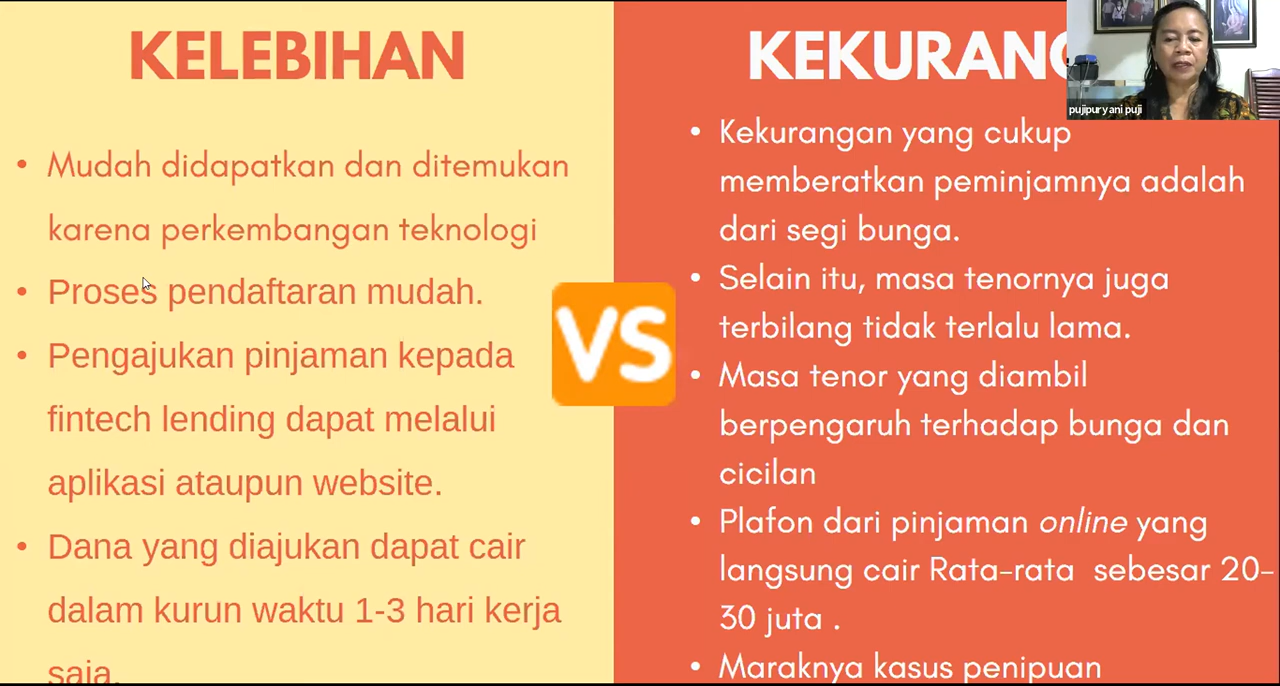 KELEBIHAN
• Mudah didapatkan dan ditemukan
karena perkembangan teknologi
• Proses pendaftaran mudah.
• Pengajukan pinjaman kepada
fintech lending dapat melalui
aplikasi ataupun website.
• Dana yang diajukan dapat cair
dalam kurun waktu 1-3 hari kerja
saja.
VS
KEKURANG
• Kekurangan yang cukup
memberatkan peminjamnya adalah
dari segi bunga.
• Selain itu, masa tenornya juga
terbilang tidak terlalu lama.
• Masa tenor yang diambil
berpengaruh terhadap bunga dan
cicilan
• Plafon dari pinjaman online yang
langsung cair Rata-rata sebesar 20-
30 juta .
• Maraknya kasus penipuan
pujipuryani puji